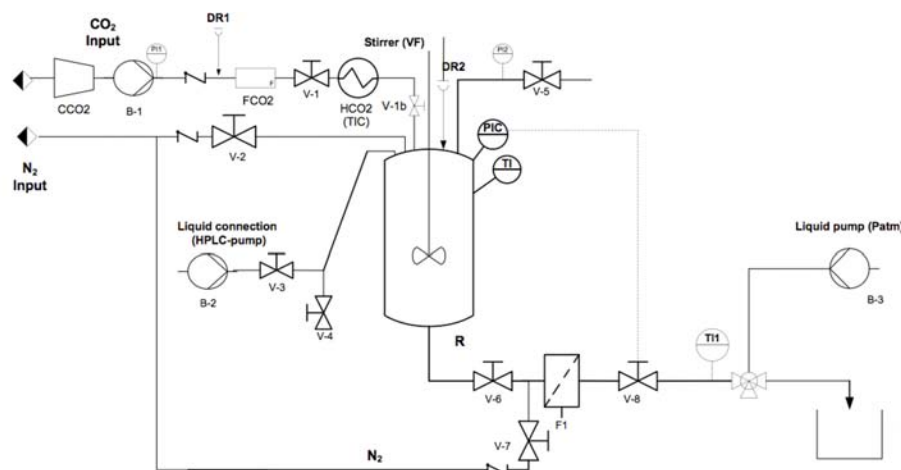 CO₂
Input
DR1
PI1
Stirrer (VF)
PI2
DR2
CCO2
B-1
F
FCO2
V-1
HCO2
(TIC)
V-1b
V-5
N₂
Input
V-2
PIC
TI
Liquid connection
(HPLC-pump)
B-2
V-3
V-4
R
Liquid pump (Patm)
B-3
V-6
F1
V-8
TI1
V-7
N₂